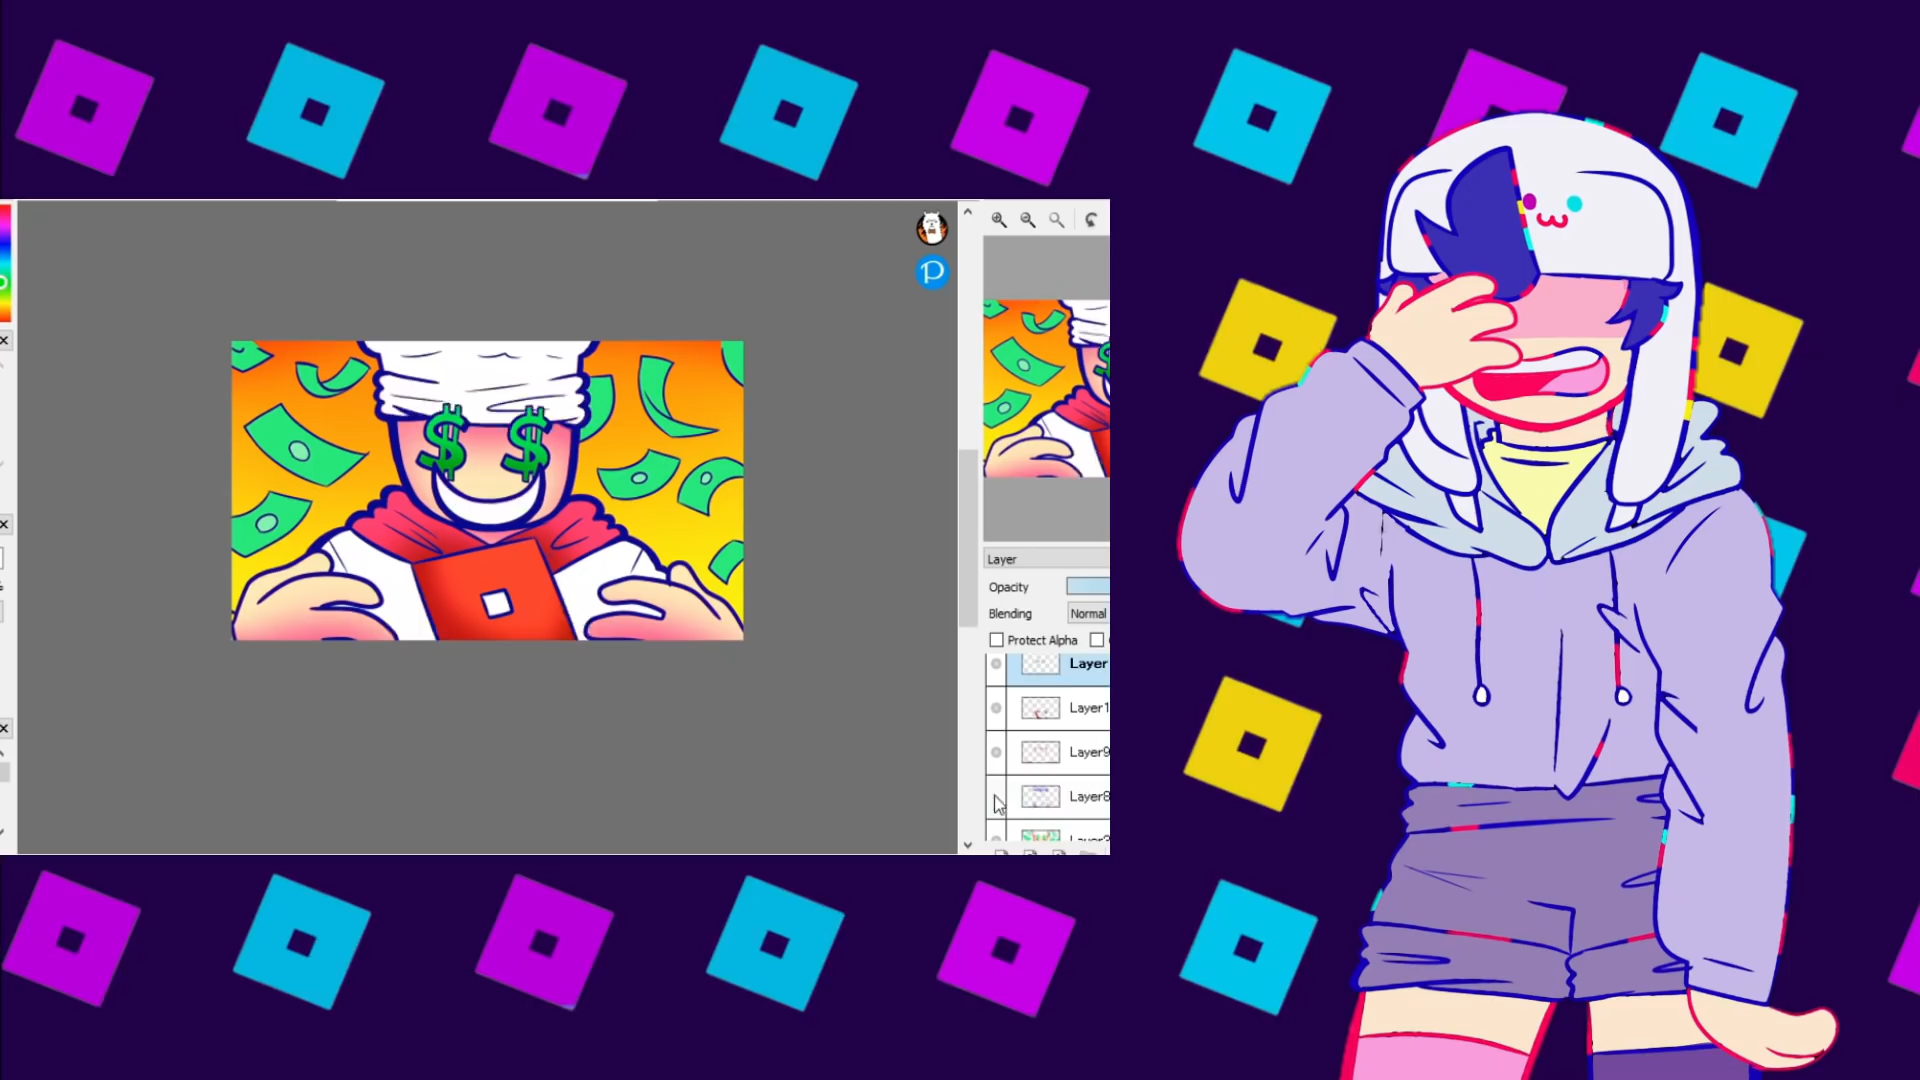 P
$ $
Layer
Opacity
Blending
Normal
Protect Alpha
Layer
Layer1
Layer9
Layer8